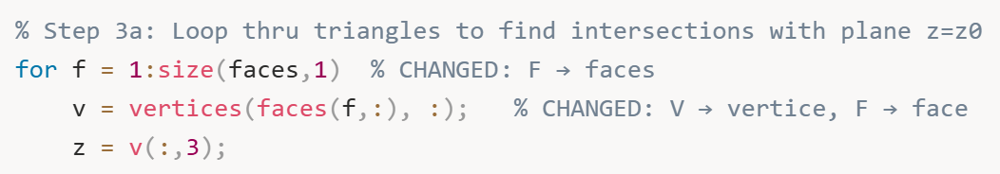 % Step 3a: Loop thru triangles to find intersections with plane z=z0
for f = 1:size(faces,1)  % CHANGED: F → faces
    v = vertices(faces(f,:), :);   % CHANGED: V → vertice, F → face
    z = v(:,3);